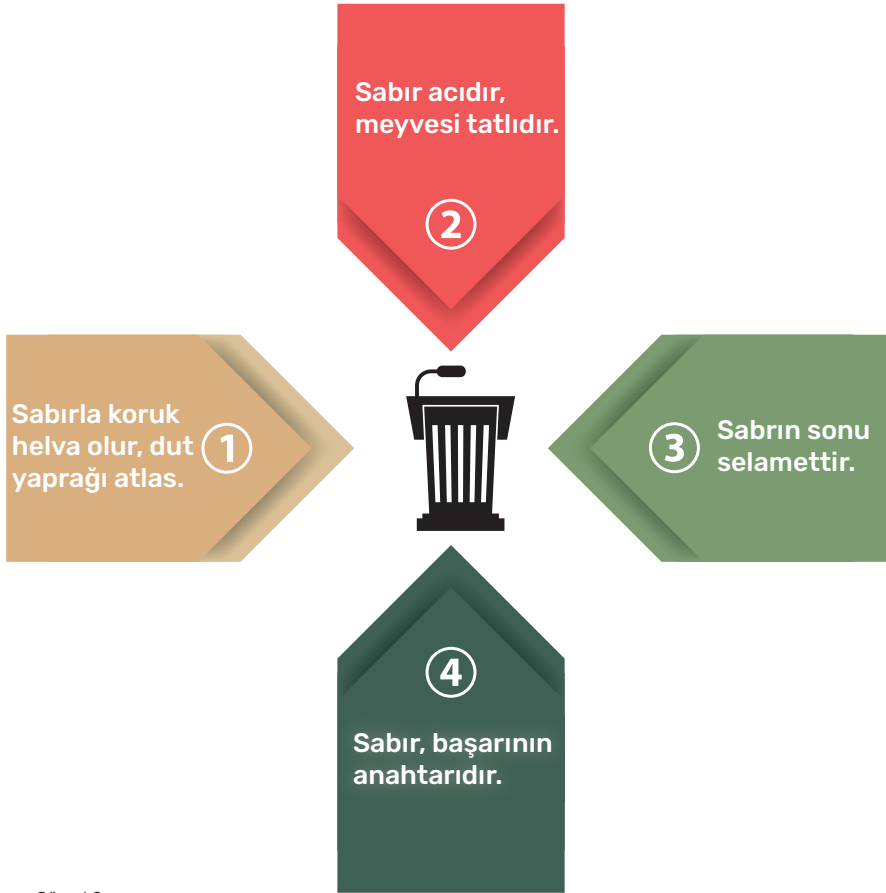 Sabır acıdır,
meyvesi tatlıdır.
2
Sabırla koruk
helva olur, dut
yaprağı atlas.
1
3
Sabrın sonu
selamettir.
4
Sabır, başarının
anahtarıdır.